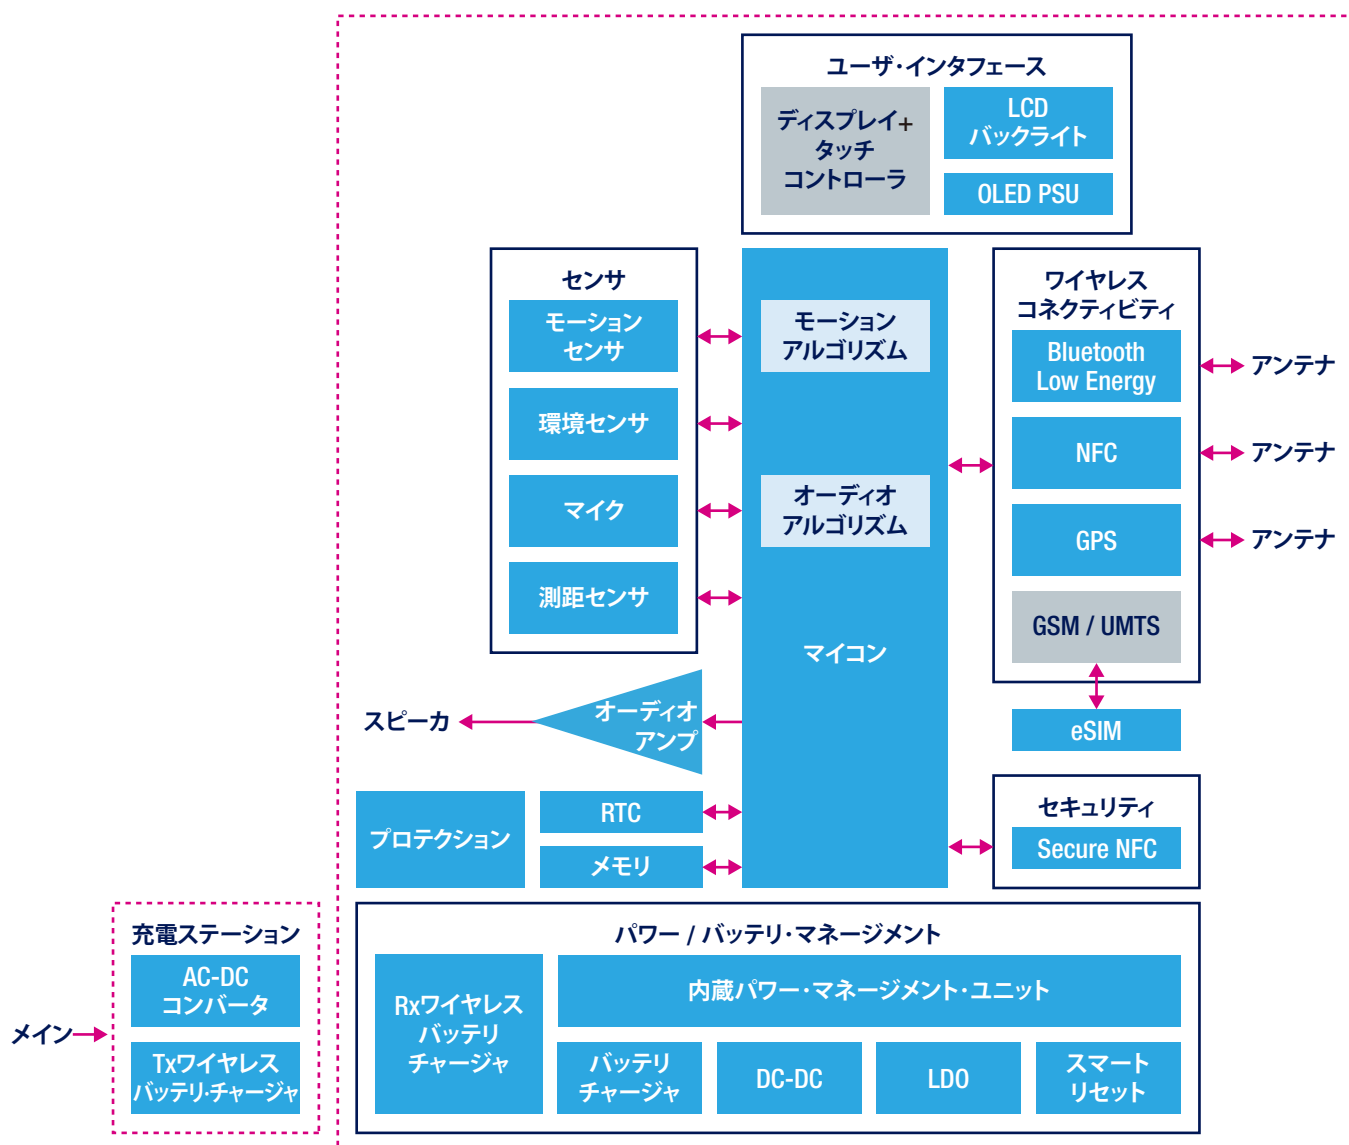 ユーザ・インタフェース
ディスプレイ+
タッチ
コントローラ
LCD
バックライト
OLED PSU
センサ
モーション
センサ
環境センサ
マイク
測距センサ
モーション
アルゴリズム
オーディオ
アルゴリズム
マイコン
ワイヤレス
コネクティビティ
Bluetooth
Low Energy
アンテナ
NFC
アンテナ
GPS
アンテナ
GSM / UMTS
eSIM
スピーカ
オーディオ
アンプ
プロテクション
RTC
メモリ
セキュリティ
Secure NFC
充電ステーション
AC-DC
コンバータ
メイン
Txワイヤレス
バッテリ・チャージャ
パワー / バッテリ・マネージメント
Rxワイヤレス
バッテリ
チャージャ
内蔵パワー・マネージメント・ユニット
バッテリ
チャージャ
DC-DC
LDO
スマート
リセット